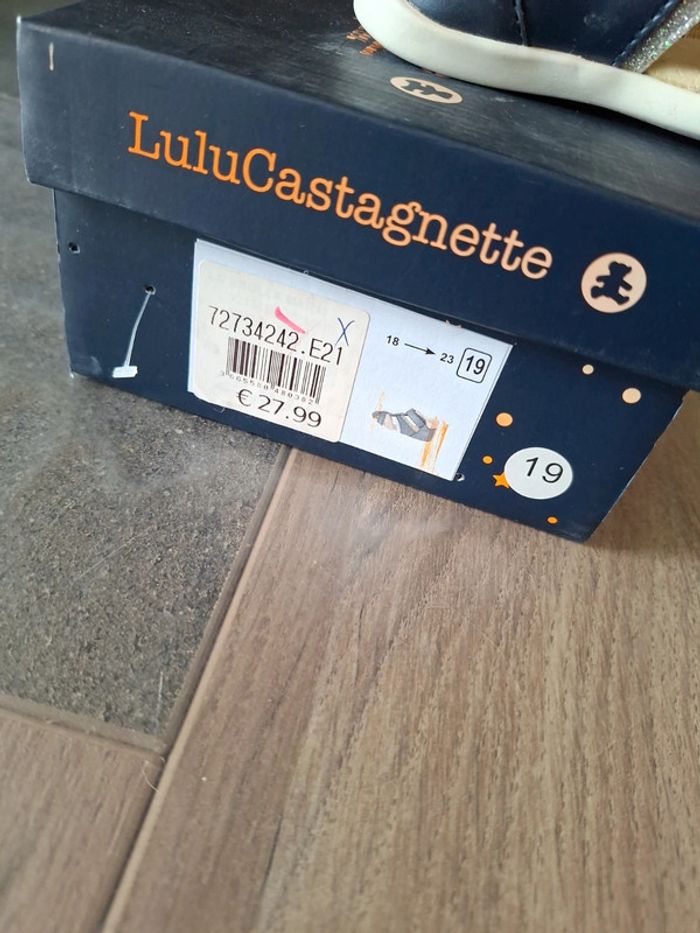 LuluCastagnette
72734242.E21
X
€ 27.99
18 → 23 19
19